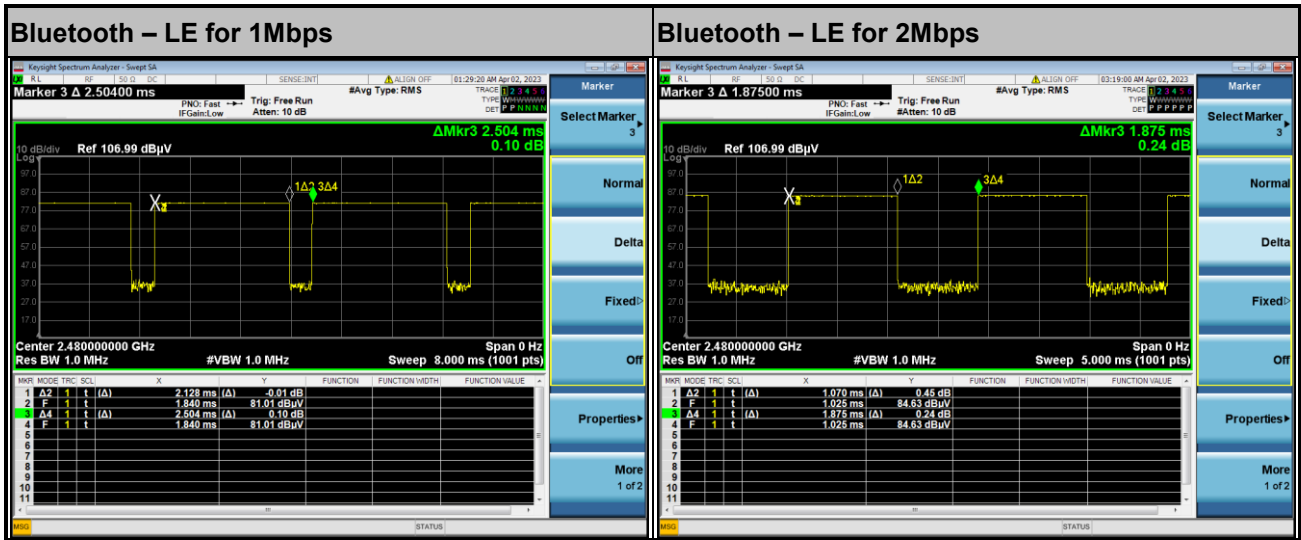 Bluetooth – LE for 1Mbps
Keysight Spectrum Analyzer - Swept SA
RL RF 50 Ω DC SENSE:INT ALIGN OFF 01:29:20 AM Apr 02, 2023
Marker 3 Δ 2.50400 ms #Avg Type: RMS TRACE 1 2 3 4 5 6
PNO: Fast Trig: Free Run TYPE WWWWWW
IFGain:Low Atten: 10 dB DET P P N N N N
ΔMkr3 2.504 ms
10 dB/div Ref 106.99 dBµV 0.10 dB
Log
97.0
87.0
77.0
67.0
57.0
47.0
37.0
27.0
17.0
1Δ2 3Δ4
Center 2.480000000 GHz Span 0 Hz
Res BW 1.0 MHz #VBW 1.0 MHz Sweep 8.000 ms (1001 pts)
MKR MODE TRC SCL X Y FUNCTION FUNCTION WIDTH FUNCTION VALUE
1 Δ2 1 t (Δ) 2.128 ms (Δ) -0.01 dB
2 F 1 t 1.840 ms 81.01 dBµV
3 Δ4 1 t (Δ) 2.504 ms (Δ) 0.10 dB
4 F 1 t 1.840 ms 81.01 dBµV
5
6
7
8
9
10
11
MSG STATUS
Marker
Select Marker
3
Normal
Delta
Fixed
Off
Properties
More
1 of 2
Bluetooth – LE for 2Mbps
Keysight Spectrum Analyzer - Swept SA
RL RF 50 Ω DC SENSE:INT ALIGN OFF 03:19:00 AM Apr 02, 2023
Marker 3 Δ 1.87500 ms #Avg Type: RMS TRACE 1 2 3 4 5 6
PNO: Fast Trig: Free Run TYPE WWWWWW
IFGain:Low #Atten: 10 dB DET P P P P P P
ΔMkr3 1.875 ms
10 dB/div Ref 106.99 dBµV 0.24 dB
Log
97.0
87.0
77.0
67.0
57.0
47.0
37.0
27.0
17.0
1Δ2 3Δ4
Center 2.480000000 GHz Span 0 Hz
Res BW 1.0 MHz #VBW 1.0 MHz Sweep 5.000 ms (1001 pts)
MKR MODE TRC SCL X Y FUNCTION FUNCTION WIDTH FUNCTION VALUE
1 Δ2 1 t (Δ) 1.070 ms (Δ) 0.45 dB
2 F 1 t 1.025 ms 84.63 dBµV
3 Δ4 1 t (Δ) 1.875 ms (Δ) 0.24 dB
4 F 1 t 1.025 ms 84.63 dBµV
5
6
7
8
9
10
11
MSG STATUS
Marker
Select Marker
3
Normal
Delta
Fixed
Off
Properties
More
1 of 2